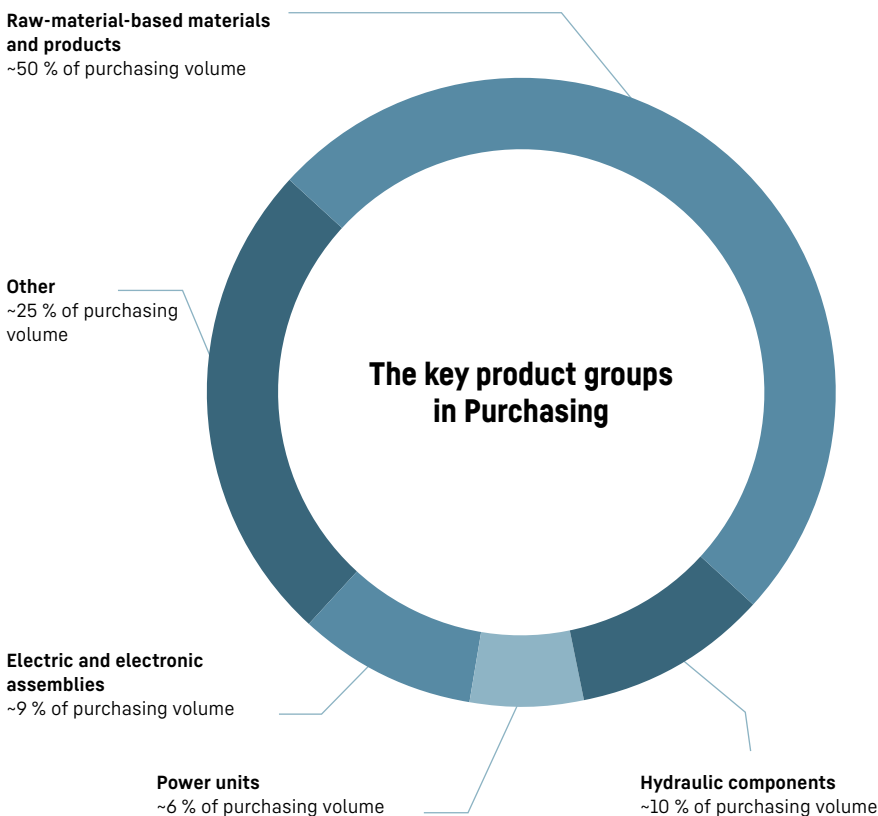 Raw-material-based materials
and products
~50 % of purchasing volume
Other
~25 % of purchasing
volume
The key product groups
in Purchasing
Electric and electronic
assemblies
~9 % of purchasing volume
Power units
~6 % of purchasing volume
Hydraulic components
~10 % of purchasing volume